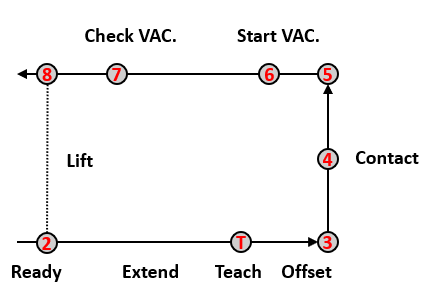 Check VAC. Start VAC.
8 7 6 5
Lift 4 Contact
2 T 3
Ready Extend Teach Offset